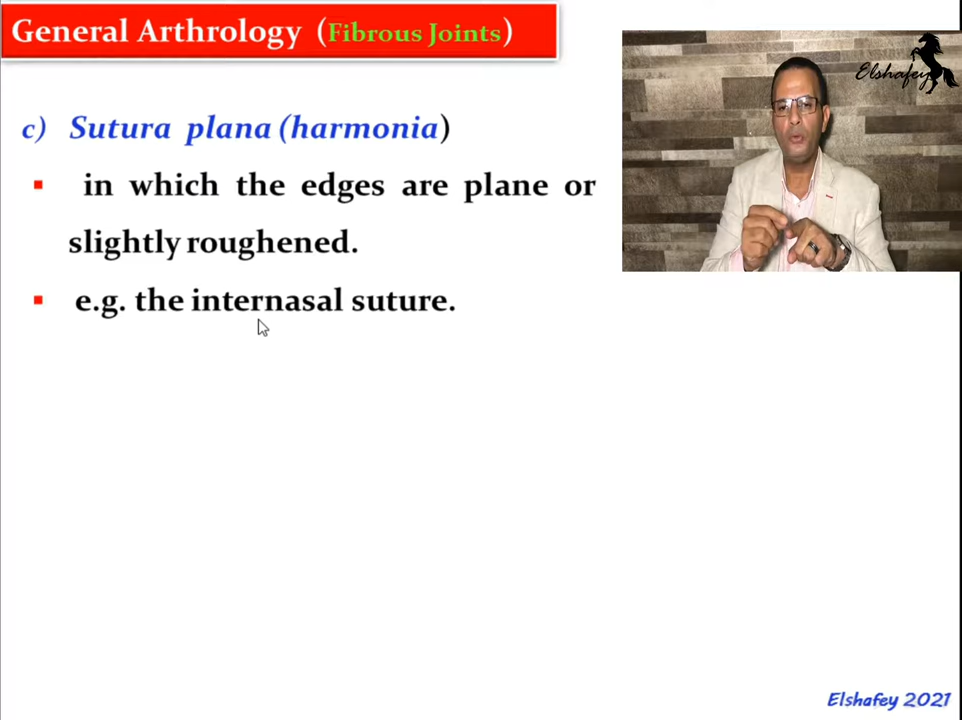 General Arthrology (Fibrous Joints)
Elshafey
c) Sutura plana (harmonia)
▪ in which the edges are plane or
slightly roughened.
▪ e.g. the internasal suture.
Elshafey 2021